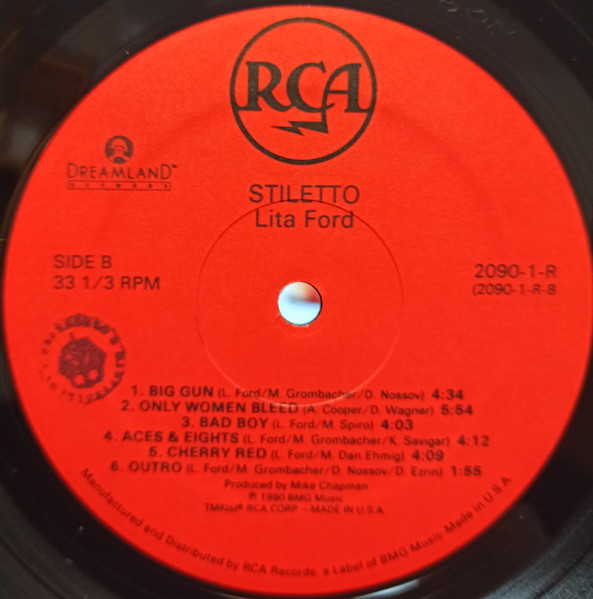 RCA
DREAMLAND™
RECORDS
STILETTO
Lita Ford
SIDE B
33 1/3 RPM
2090-1-R
(2090-1-R-B
1. BIG GUN (L. Ford/M. Grombacher/D. Nossov) 4:34
2. ONLY WOMEN BLEED (A. Cooper/D. Wagner) 5:54
3. BAD BOY (L. Ford/M. Spiro) 4:03
4. ACES & EIGHTS (L. Ford/M. Grombacher/K. Savigar) 4:12
5. CHERRY RED (L. Ford/M. Dan Ehmig) 4:09
6. OUTRO (L. Ford/M. Grombacher/D. Nossov/D. Ezrin) 1:55
Produced by Mike Chapman
℗ 1990 BMG Music
TMK(s)® RCA CORP. – MADE IN U.S.A.
Manufactured and Distributed by RCA Records, a Label of BMG Music Made in U.S.A.